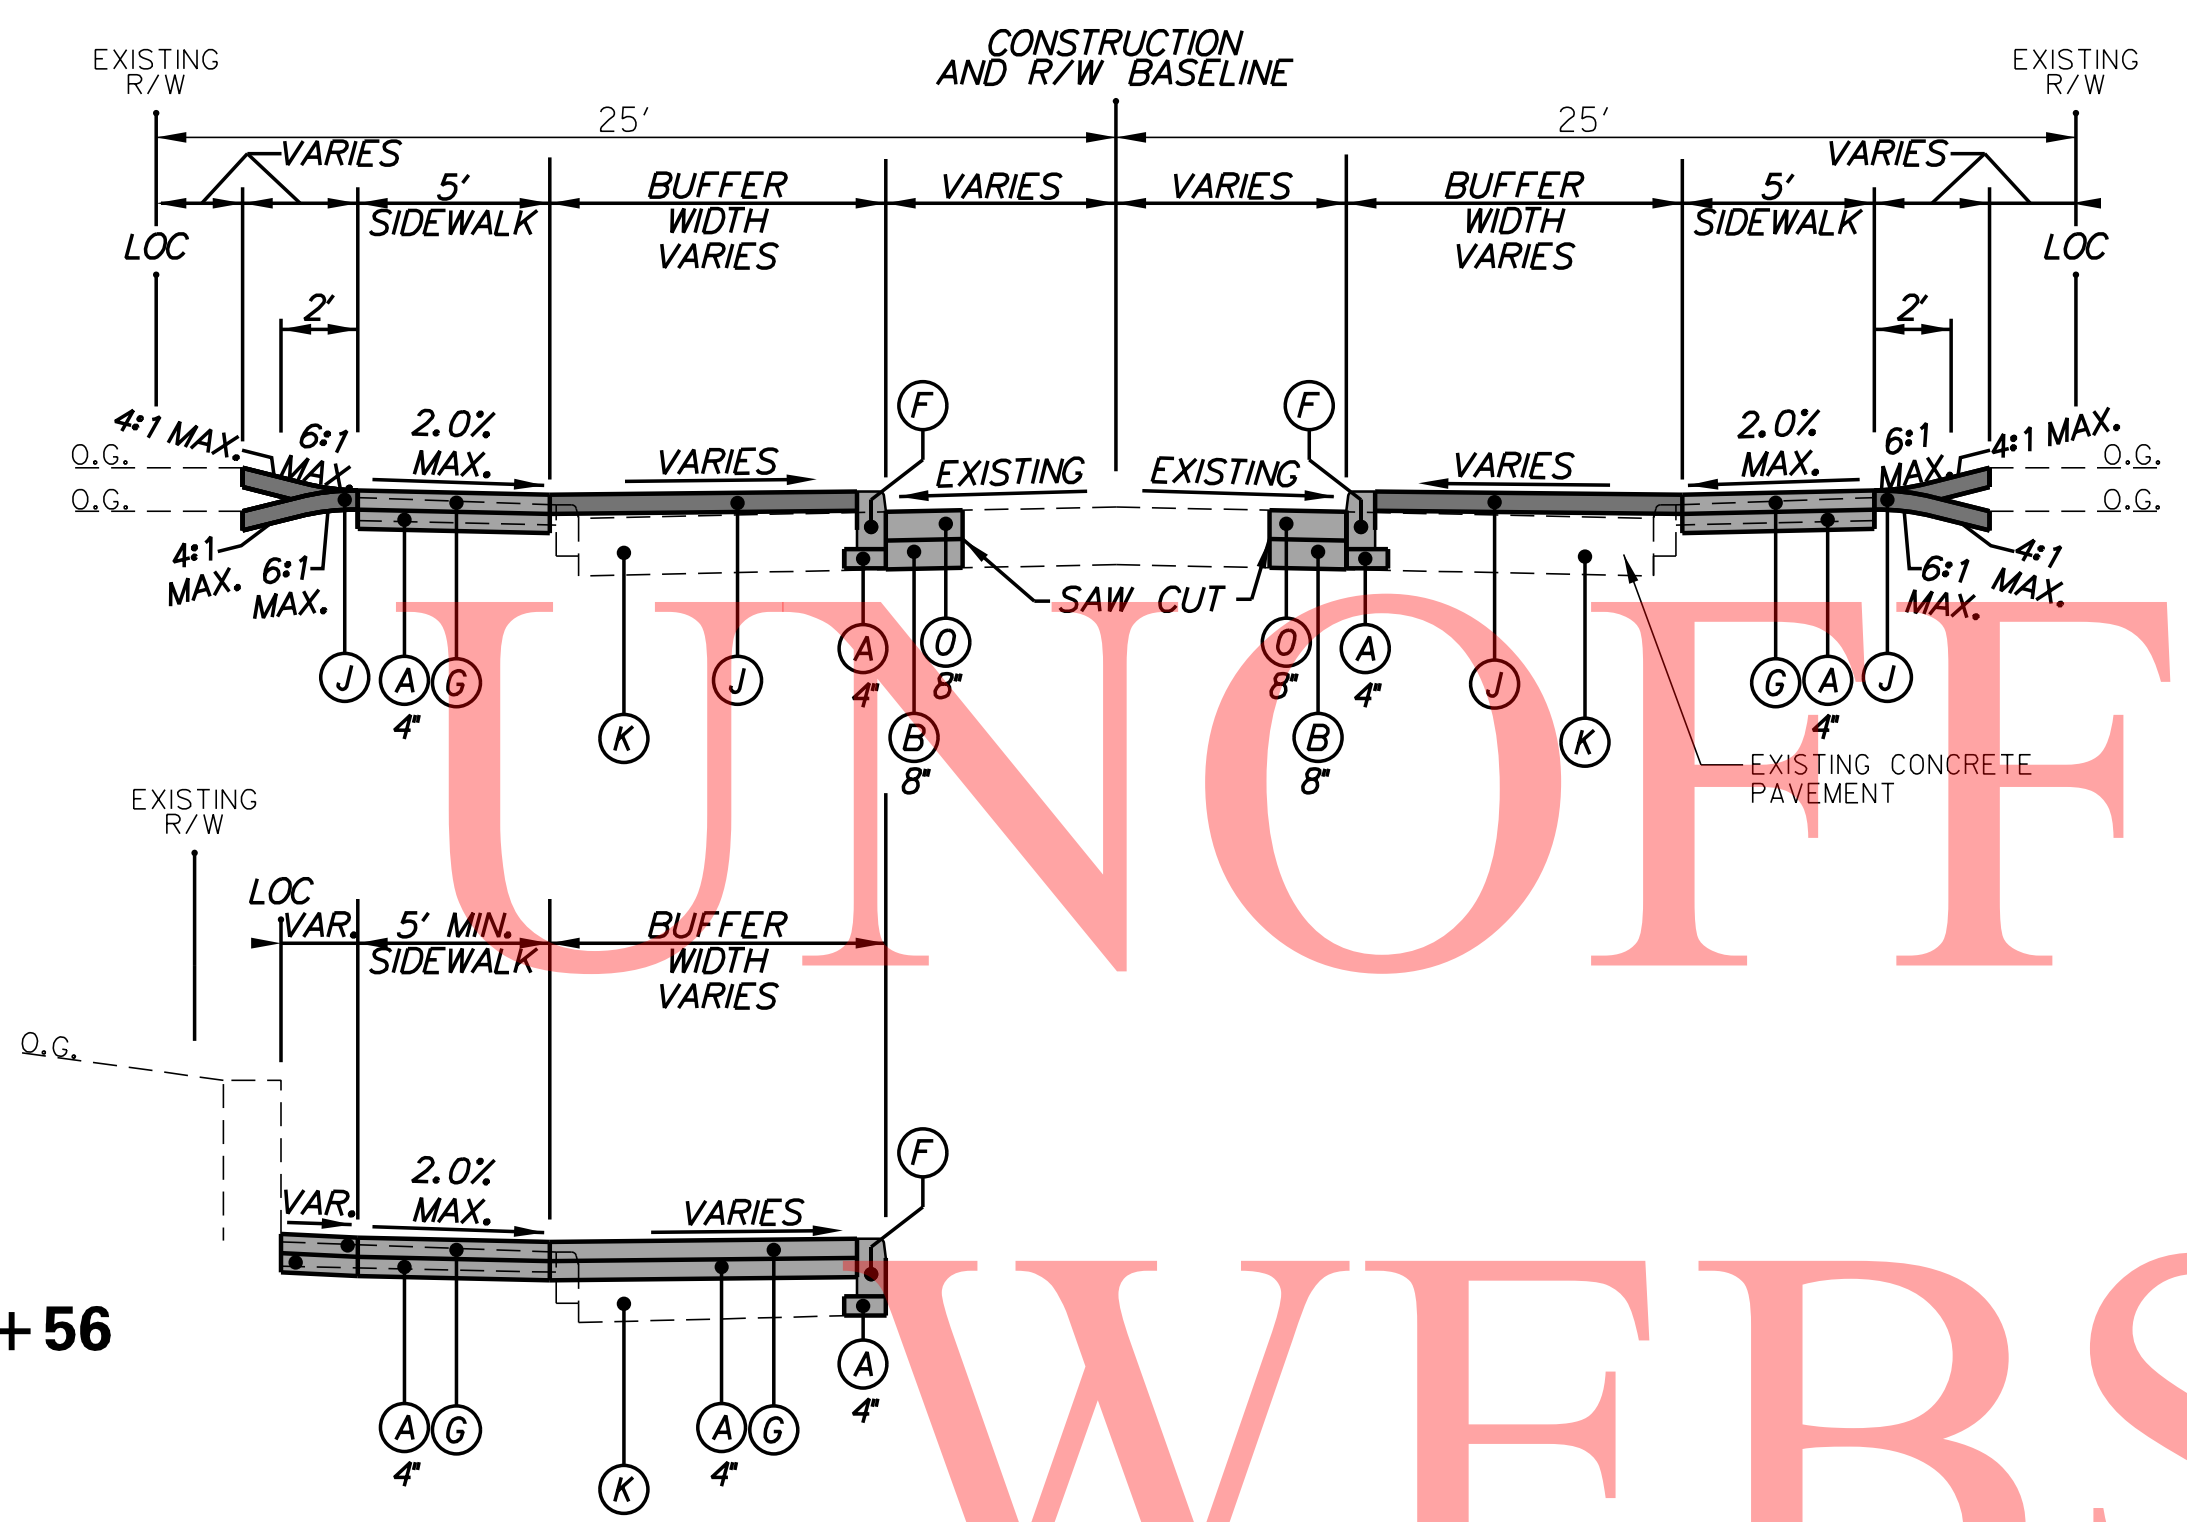 CONSTRUCTION
AND R/W BASELINE
EXISTING
R/W
EXISTING
R/W
25'
25'
VARIES
VARIES
5'
SIDEWALK
BUFFER
WIDTH
VARIES
VARIES
VARIES
BUFFER
WIDTH
VARIES
5'
SIDEWALK
LOC
LOC
2'
2'
F
F
4:1 MAX.
6:1
MAX.
2.0%
MAX.
VARIES
EXISTING
EXISTING
VARIES
2.0%
MAX.
6:1
MAX.
4:1 MAX.
O.G.
O.G.
O.G.
O.G.
4:1
MAX.
6:1
MAX.
SAW CUT
6:1
MAX.
4:1
MAX.
J
A
4"
G
K
J
A
4"
B
8"
O
8"
O
8"
B
8"
A
4"
J
K
G
A
4"
J
EXISTING CONCRETE
PAVEMENT
UNOFF
EXISTING
R/W
LOC
VAR.
5' MIN.
SIDEWALK
BUFFER
WIDTH
VARIES
O.G.
VAR.
2.0%
MAX.
VARIES
F
+56
A
4"
G
K
A
4"
G
A
4"
WEBS